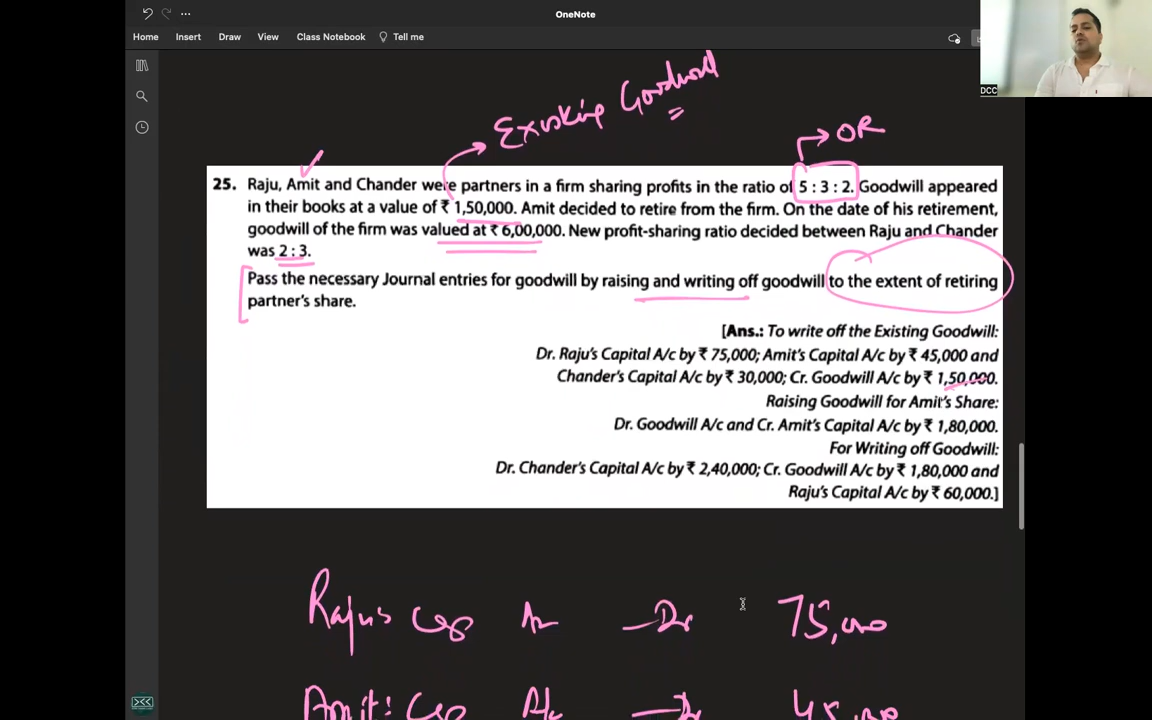 OneNote
Home Insert Draw View Class Notebook Tell me
DCC
Existing Goodwill
OR
25. Raju, Amit and Chander were partners in a firm sharing profits in the ratio of 5 : 3 : 2. Goodwill appeared
in their books at a value of ₹ 1,50,000. Amit decided to retire from the firm. On the date of his retirement,
goodwill of the firm was valued at ₹ 6,00,000. New profit-sharing ratio decided between Raju and Chander
was 2 : 3.
Pass the necessary Journal entries for goodwill by raising and writing off goodwill to the extent of retiring
partner's share.
[Ans.: To write off the Existing Goodwill:
Dr. Raju's Capital A/c by ₹ 75,000; Amit's Capital A/c by ₹ 45,000 and
Chander's Capital A/c by ₹ 30,000; Cr. Goodwill A/c by ₹ 1,50,000.
Raising Goodwill for Amit's Share:
Dr. Goodwill A/c and Cr. Amit's Capital A/c by ₹ 1,80,000.
For Writing off Goodwill:
Dr. Chander's Capital A/c by ₹ 2,40,000; Cr. Goodwill A/c by ₹ 1,80,000 and
Raju's Capital A/c by ₹ 60,000.]
Raju's Cap A/c —Dr 75,000
Amit's Cap A/c —Dr 45,000